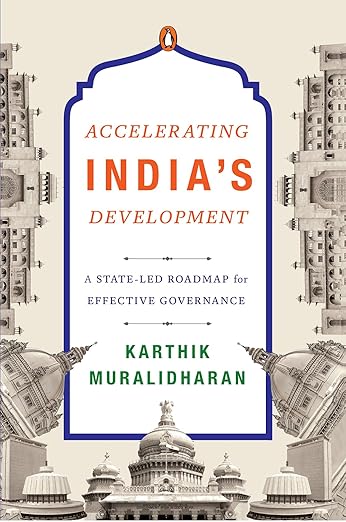 ACCELERATING
INDIA'S
DEVELOPMENT
A STATE-LED ROADMAP for
EFFECTIVE GOVERNANCE
KARTHIK
MURALIDHARAN